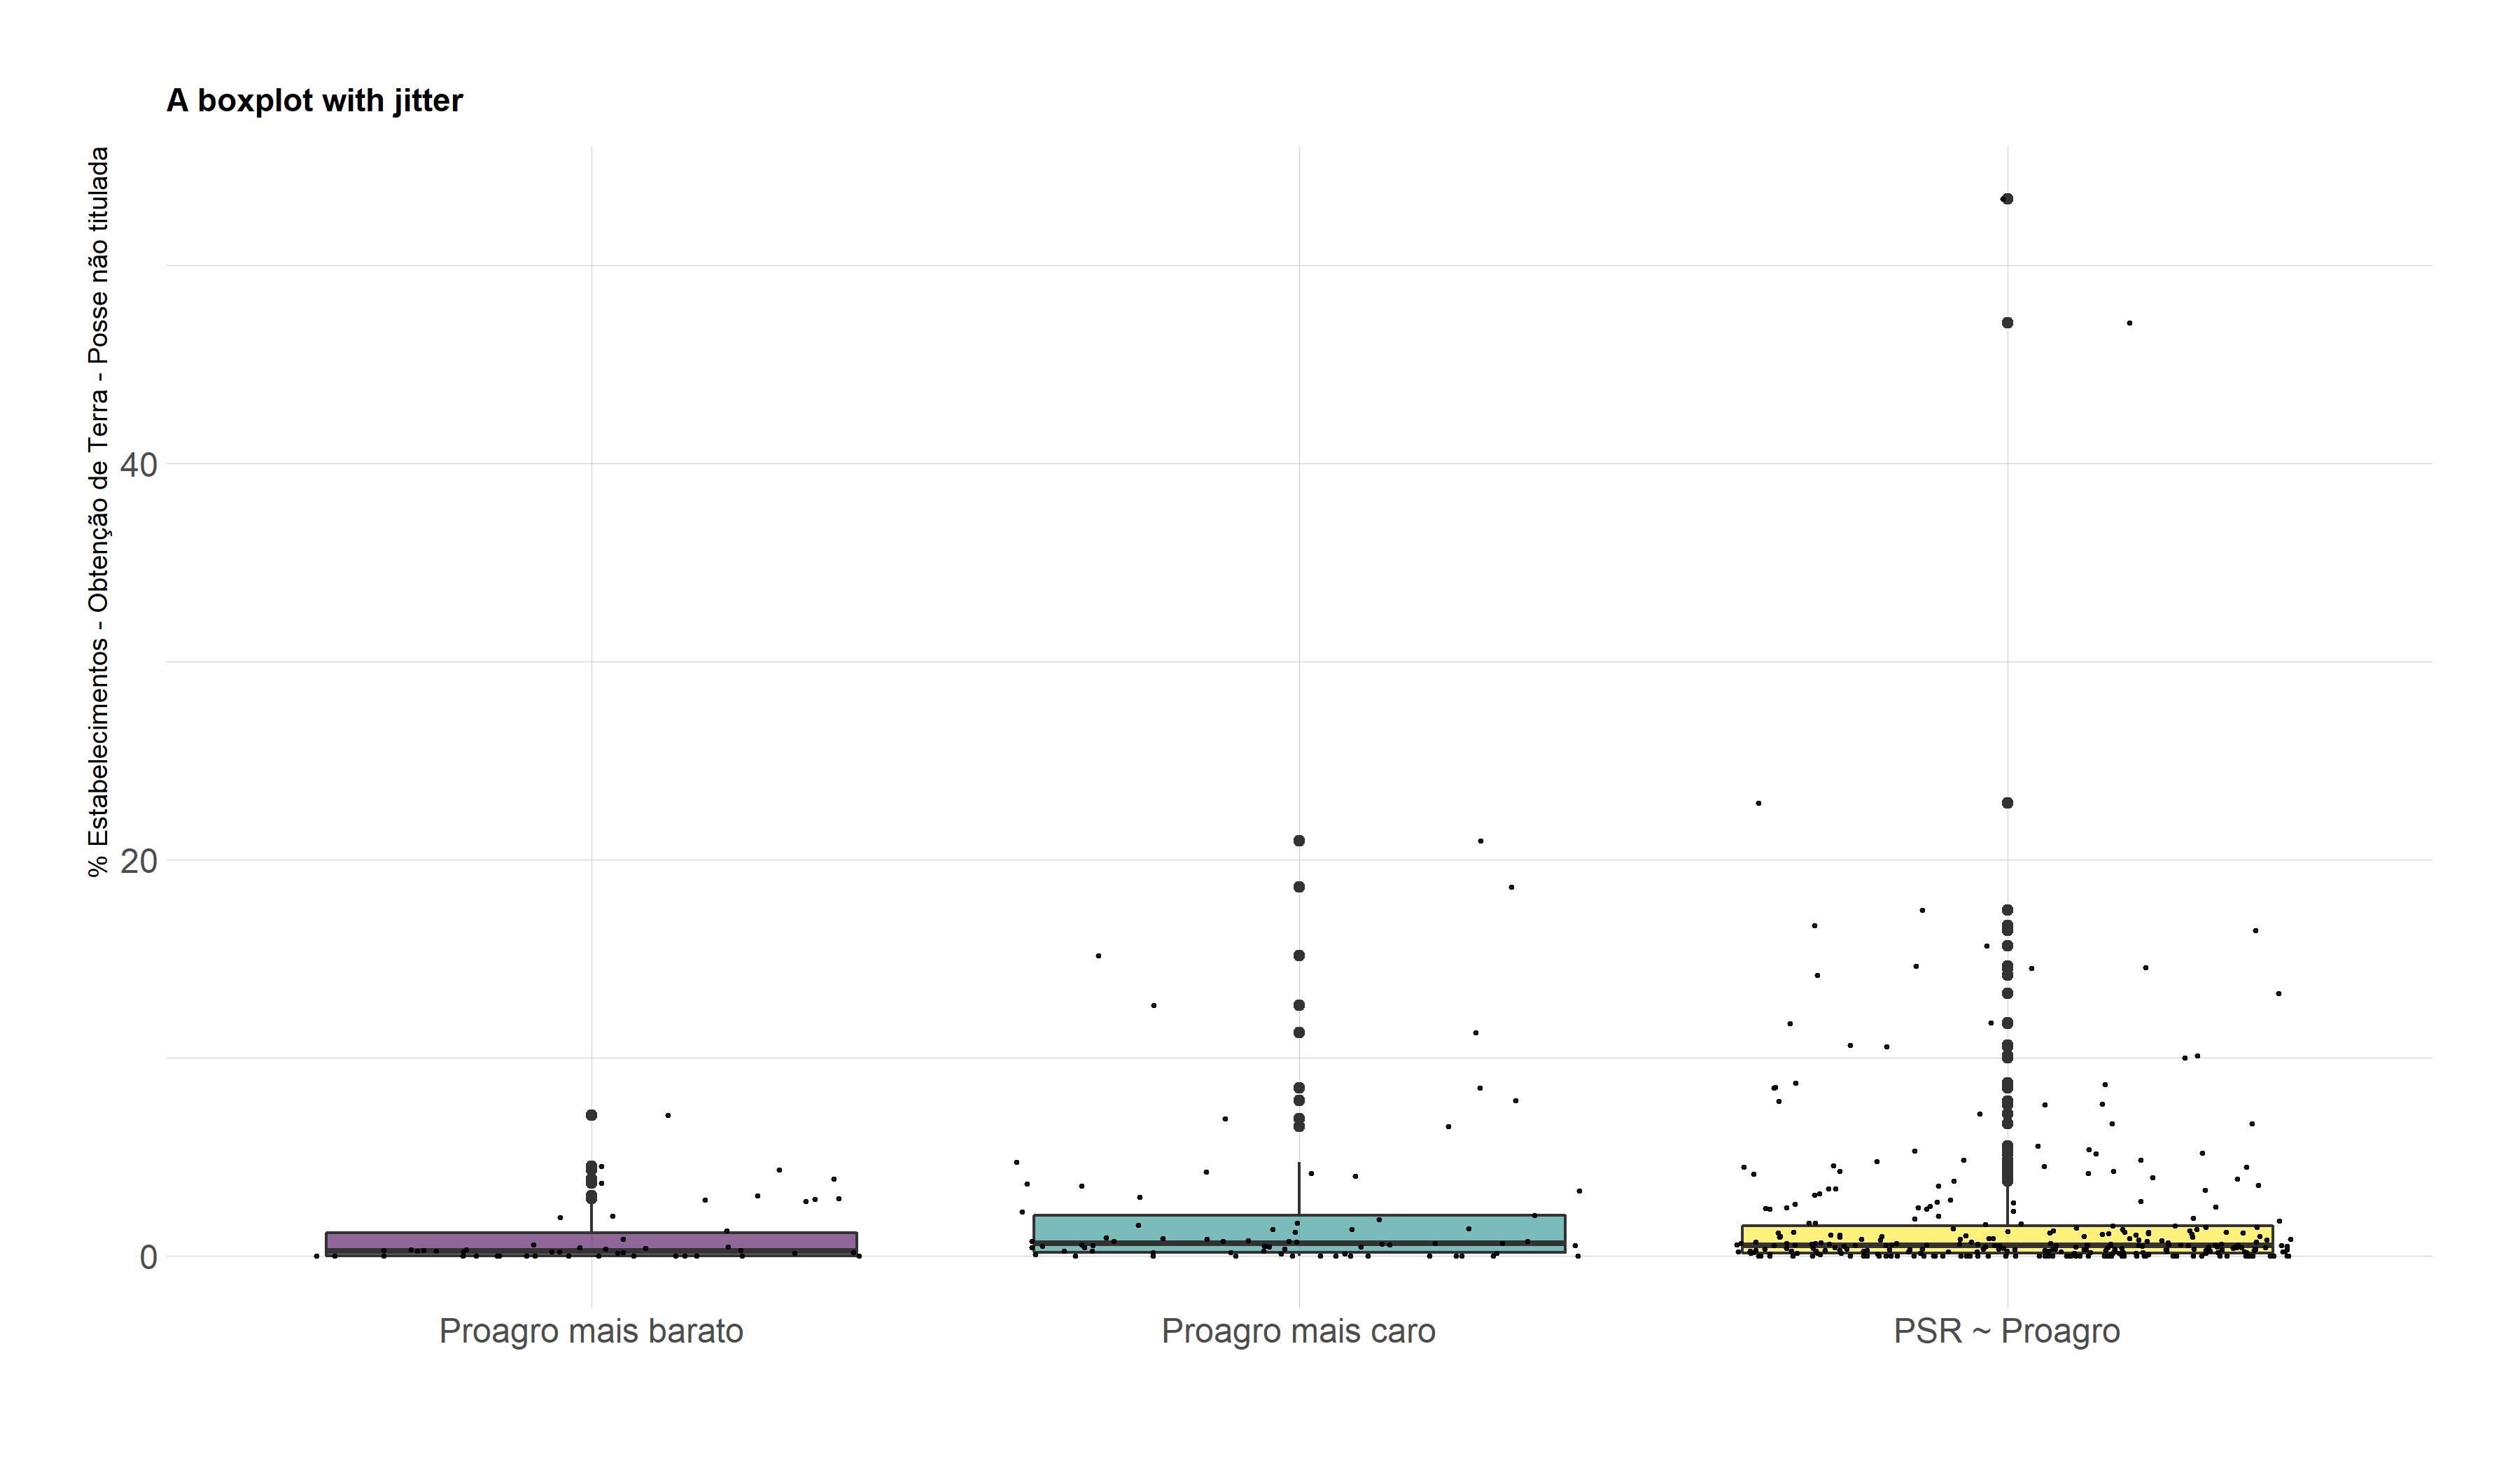 A boxplot with jitter
% Estabelecimentos - Obtenção de Terra - Posse não titulada
40
20
0
Proagro mais barato
Proagro mais caro
PSR ~ Proagro